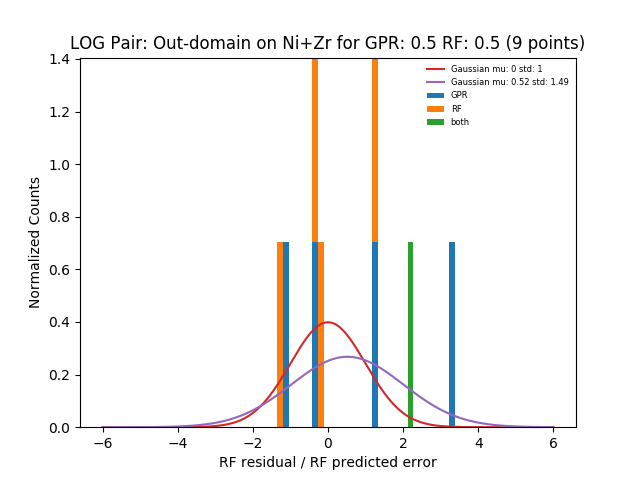 LOG Pair: Out-domain on Ni+Zr for GPR: 0.5 RF: 0.5 (9 points)
1.4
1.2
1.0
0.8
0.6
0.4
0.2
0.0
Normalized Counts
Gaussian mu: 0 std: 1
Gaussian mu: 0.52 std: 1.49
GPR
RF
both
−6 −4 −2 0 2 4 6
RF residual / RF predicted error